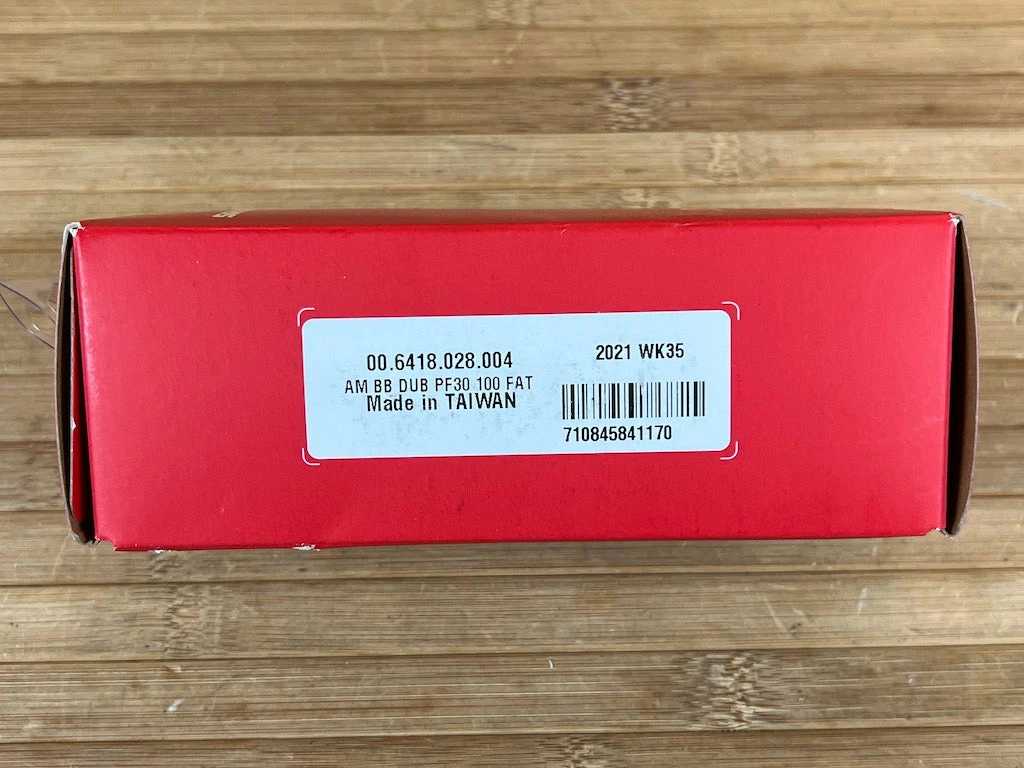 00.6418.028.004
AM BB DUB PF30 100 FAT
Made in TAIWAN
2021 WK35
710845841170